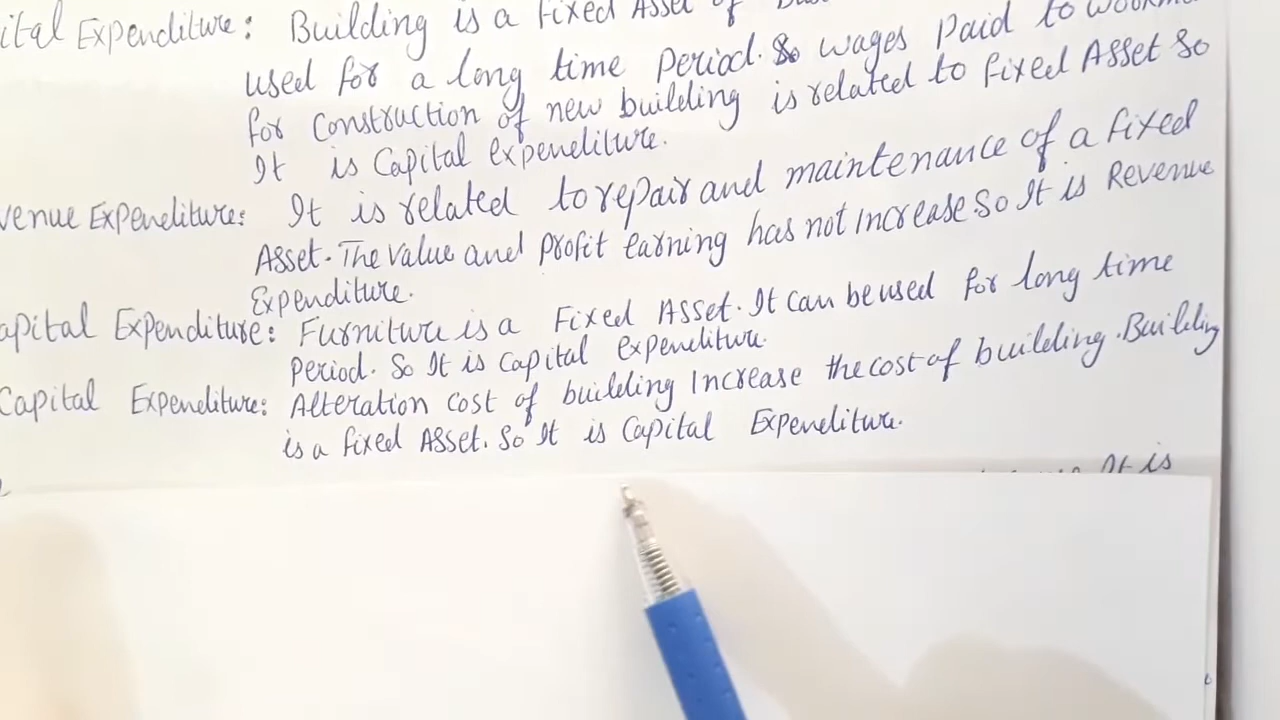 ital Expenditure: Building is a Fixed Asset of
used for a long time Period. So wages Paid to
for Construction of new building is related to fixed Asset So
It is Capital expenditure.
venue Expenditure: It is related to repair and maintenance of a fixed
Asset. The Value and Profit earning has not Increase. So It is Revenue
Expenditure.
apital Expenditure: Furniture is a Fixed Asset. It Can be used for long time
Period. So It is Capital expenditure.
Capital Expenditure: Alteration Cost of building Increase the cost of building. Building
is a fixed Asset. So It is Capital Expenditure.
It is